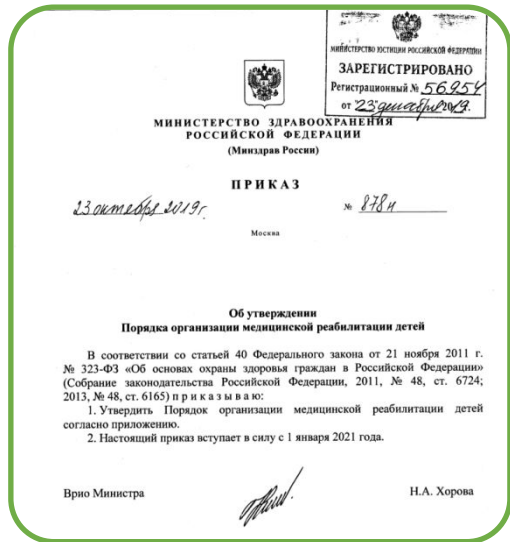 МИНИСТЕРСТВО ЮСТИЦИИ РОССИЙСКОЙ ФЕДЕРАЦИИ
ЗАРЕГИСТРИРОВАНО
Регистрационный № 56954
от "23" декабря 2019.
МИНИСТЕРСТВО ЗДРАВООХРАНЕНИЯ
РОССИЙСКОЙ ФЕДЕРАЦИИ
(Минздрав России)
ПРИКАЗ
23 октября 2019г.
№ 878н
Москва
Об утверждении
Порядка организации медицинской реабилитации детей
В соответствии со статьей 40 Федерального закона от 21 ноября 2011 г.
№ 323-ФЗ «Об основах охраны здоровья граждан в Российской Федерации»
(Собрание законодательства Российской Федерации, 2011, № 48, ст. 6724;
2013, № 48, ст. 6165) п р и к а з ы в а ю:
1. Утвердить Порядок организации медицинской реабилитации детей
согласно приложению.
2. Настоящий приказ вступает в силу с 1 января 2021 года.
Врио Министра
Н.А. Хорова